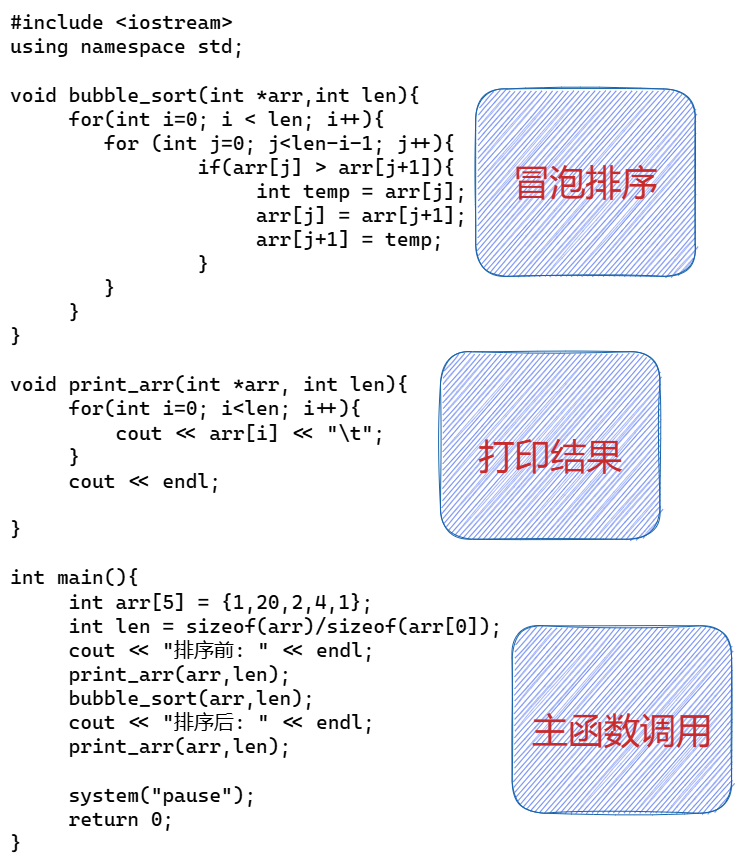 #include <iostream>
using namespace std;
void bubble_sort(int *arr,int len){
for(int i=0; i < len; i++){
for (int j=0; j<len-i-1; j++){
if(arr[j] > arr[j+1]){
int temp = arr[j];
arr[j] = arr[j+1];
arr[j+1] = temp;
}
}
}
}
冒泡排序
void print_arr(int *arr, int len){
for(int i=0; i<len; i++){
cout << arr[i] << "\t";
}
cout << endl;
}
打印结果
int main(){
int arr[5] = {1,20,2,4,1};
int len = sizeof(arr)/sizeof(arr[0]);
cout << "排序前: " << endl;
print_arr(arr,len);
bubble_sort(arr,len);
cout << "排序后: " << endl;
print_arr(arr,len);
system("pause");
return 0;
}
主函数调用